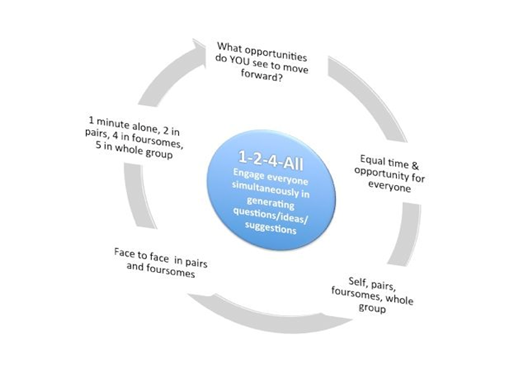 What opportunities
do YOU see to move
forward?
Equal time &
opportunity for
everyone
Self, pairs,
foursomes, whole
group
Face to face in pairs
and foursomes
1 minute alone, 2 in
pairs, 4 in foursomes,
5 in whole group
1-2-4-All
Engage everyone
simultaneously in
generating
questions/ideas/
suggestions